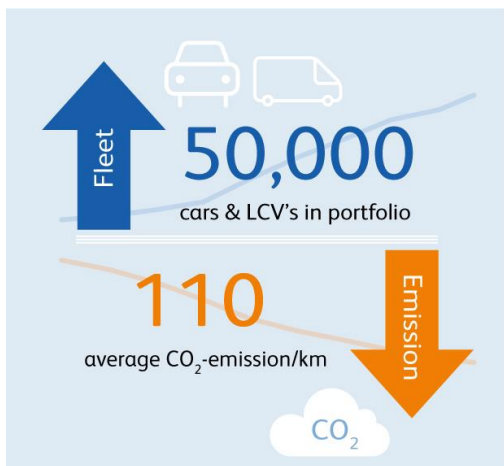 Fleet
50,000
cars & LCV's in portfolio
110
average CO₂-emission/km
Emission
CO₂